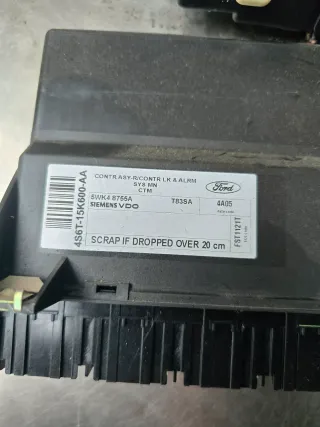 CONTR ASY-R/CONTR LK & ALRM
SYS MN
CTM
Ford
5WK4 8755A
T83SA
4A05
SIEMENS VDO
4S6T-15K600-AA
FST1121T
SCRAP IF DROPPED OVER 20 cm